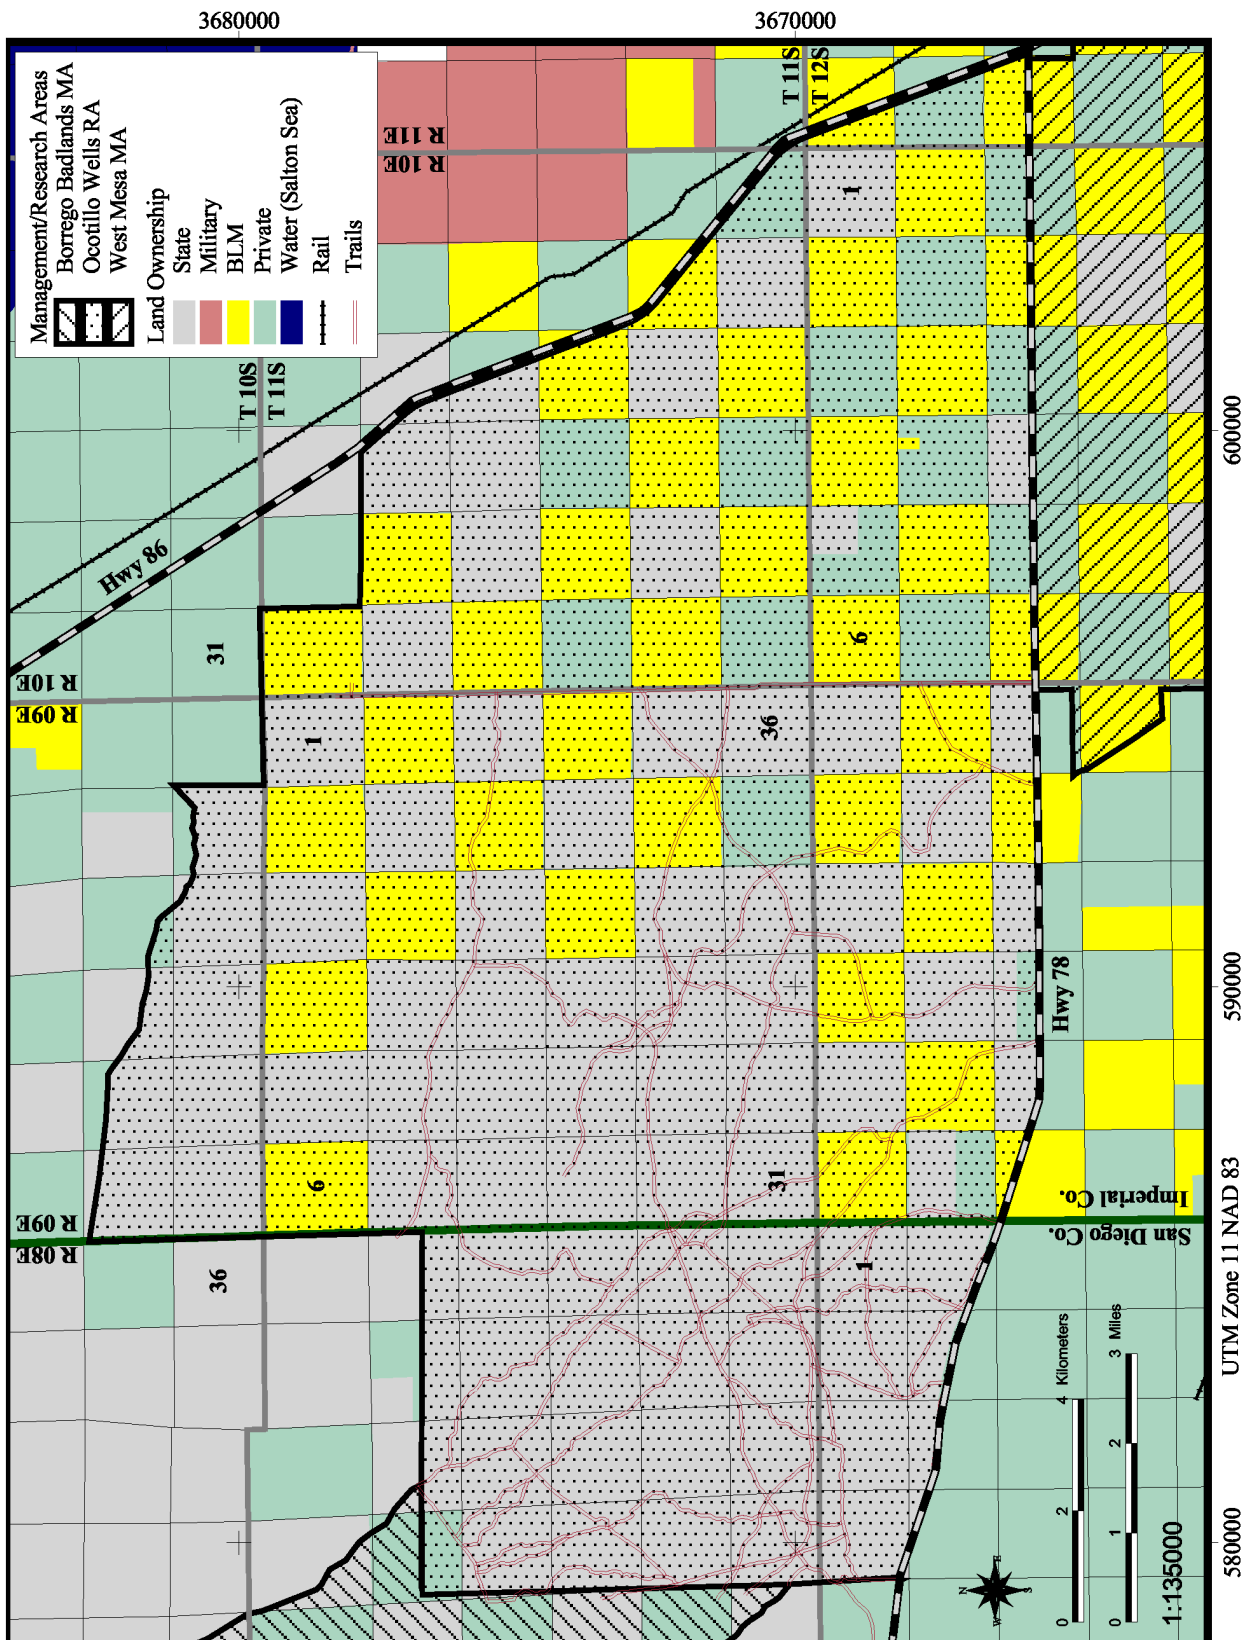 3680000
3670000
Management/Research Areas
Borrego Badlands MA
Ocotillo Wells RA
West Mesa MA
Land Ownership
State
Military
BLM
Private
Water (Salton Sea)
Rail
Trails
R 11E
R 10E
T 11S
T 12S
1
T 10S
T 11S
600000
Hwy 86
31
R 10E
R 09E
6
1
36
590000
Hwy 78
6
31
R 09E
R 08E
36
1
Imperial Co.
San Diego Co.
UTM Zone 11 NAD 83
0 2 4 Kilometers
0 1 2 3 Miles
1:135000
N
E
S
W
580000